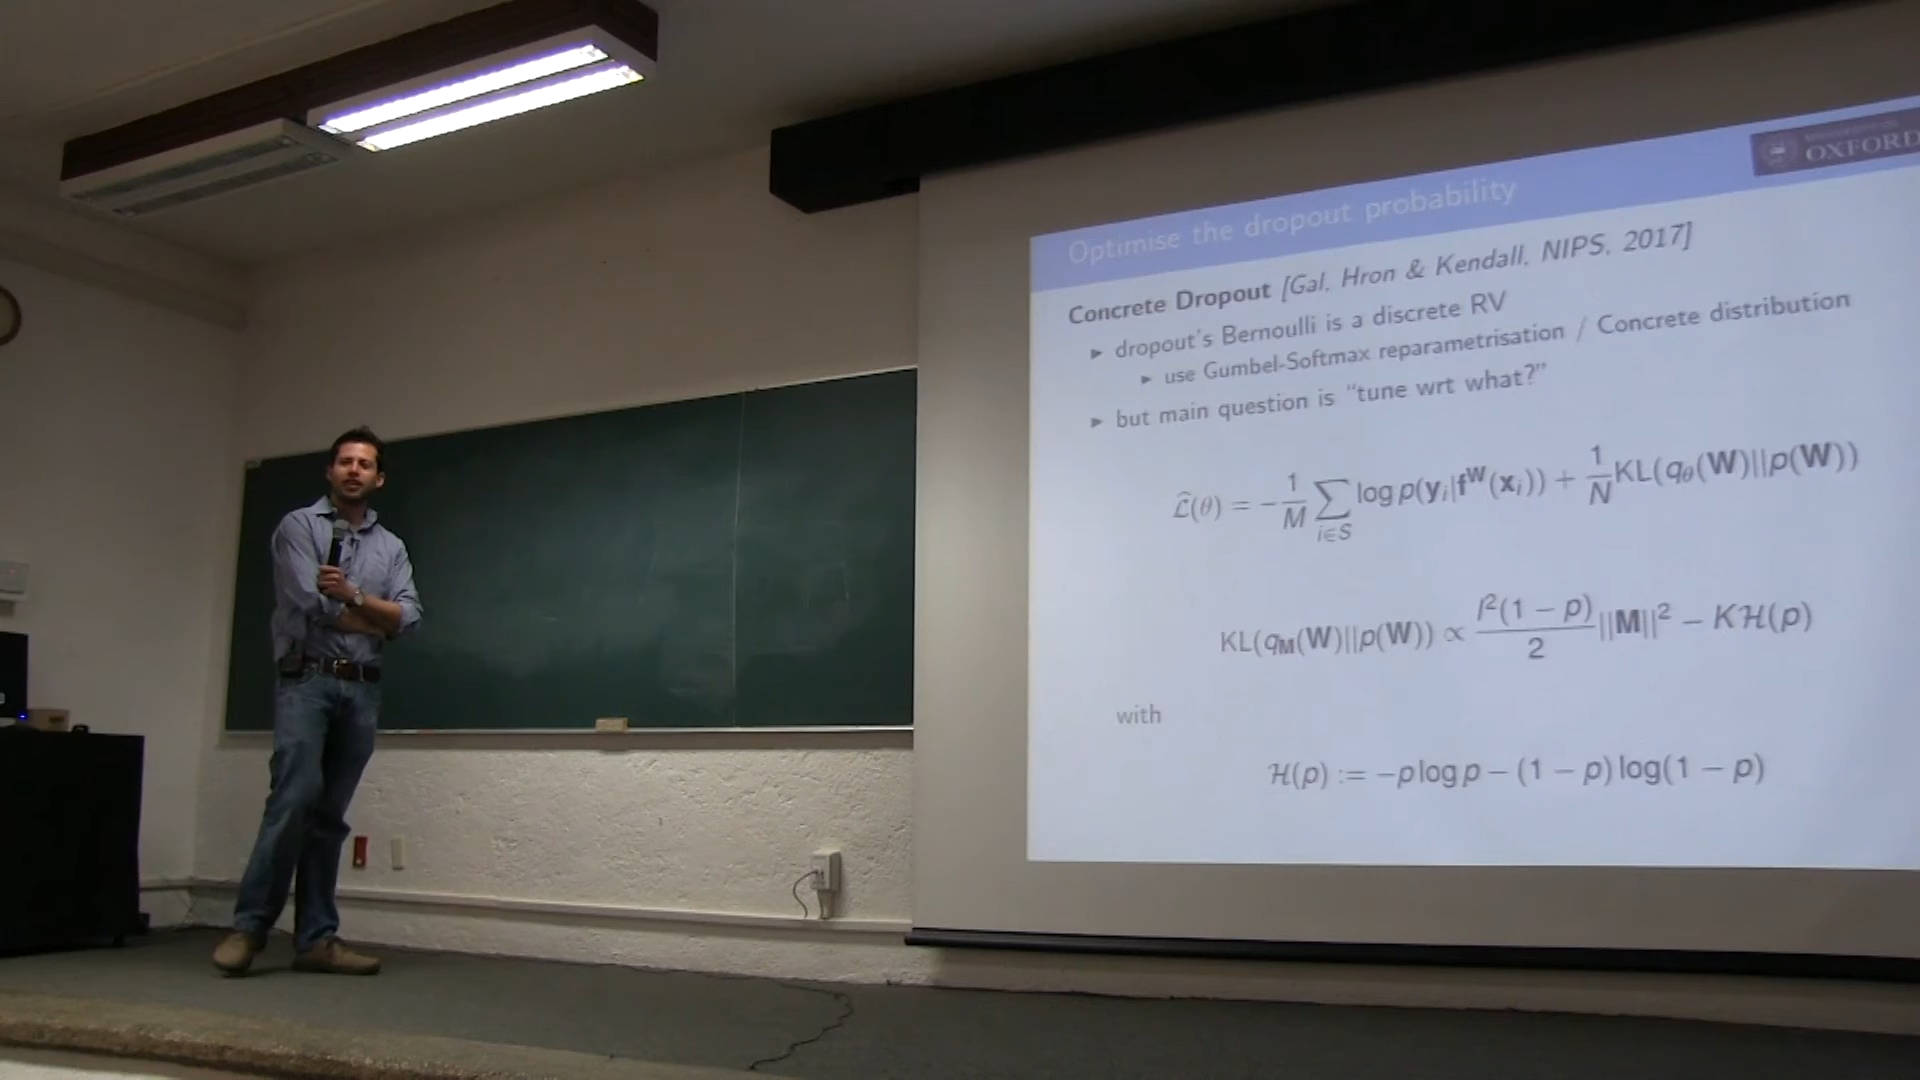 OXFORD
Optimise the dropout probability
Concrete Dropout [Gal, Hron & Kendall, NIPS, 2017]
▶ dropout's Bernoulli is a discrete RV
▶ use Gumbel-Softmax reparametrisation / Concrete distribution
▶ but main question is "tune wrt what?"
$\widehat{\mathcal{L}}(\theta) = -\frac{1}{M} \sum_{i \in S} \log p(\mathbf{y}_i|\mathbf{f}^{\mathbf{W}}(\mathbf{x}_i)) + \frac{1}{N} \mathrm{KL}(q_\theta(\mathbf{W})||p(\mathbf{W}))$
$\mathrm{KL}(q_{\mathbf{M}}(\mathbf{W})||p(\mathbf{W})) \propto \frac{l^2(1-p)}{2} ||\mathbf{M}||^2 - K\mathcal{H}(p)$
with
$\mathcal{H}(p) := -p \log p - (1-p) \log(1-p)$